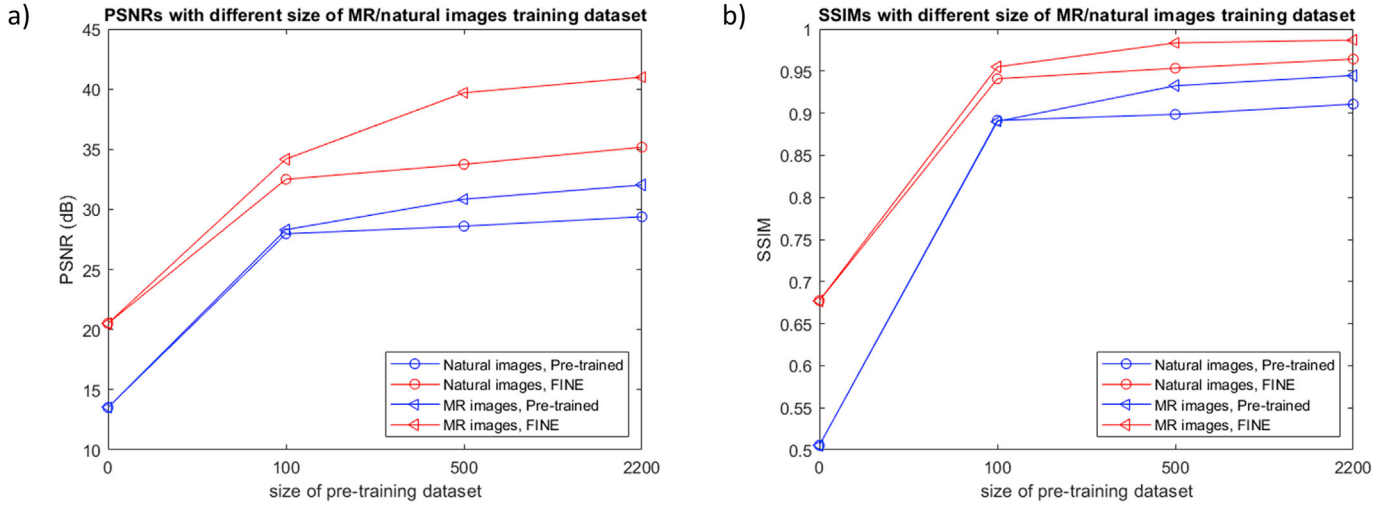 a)
PSNRs with different size of MR/natural images training dataset
45
40
35
30
25
20
15
10
PSNR (dB)
0 100 500 2200
size of pre-training dataset
Natural images, Pre-trained
Natural images, FINE
MR images, Pre-trained
MR images, FINE
b)
SSIMs with different size of MR/natural images training dataset
1
0.95
0.9
0.85
0.8
0.75
0.7
0.65
0.6
0.55
0.5
SSIM
0 100 500 2200
size of pre-training dataset
Natural images, Pre-trained
Natural images, FINE
MR images, Pre-trained
MR images, FINE